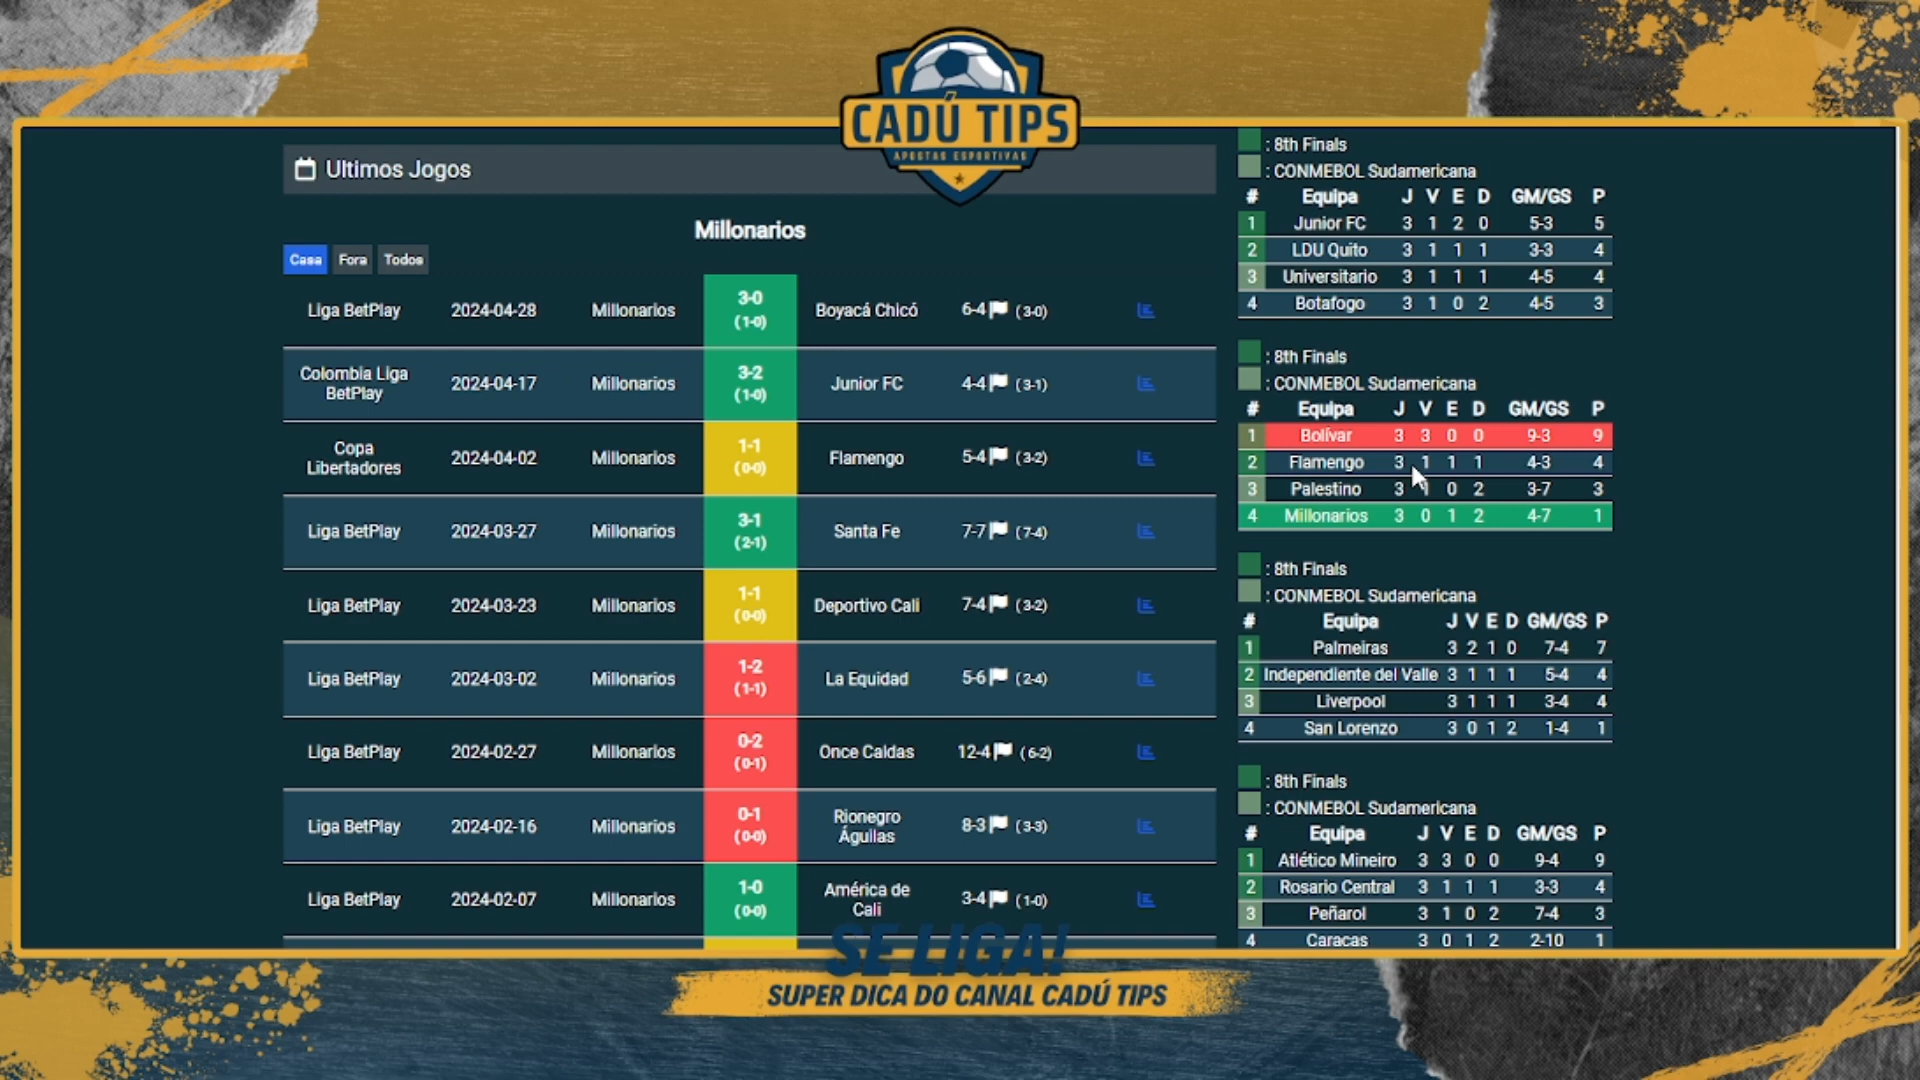 CADÚ TIPS
APOSTAS ESPORTIVAS
Ultimos Jogos
Millonarios
Casa Fora Todos
Liga BetPlay 2024-04-28 Millonarios 3-0 (1-0) Boyacá Chicó 6-4 (3-0)
Colombia Liga BetPlay 2024-04-17 Millonarios 3-2 (1-0) Junior FC 4-4 (3-1)
Copa Libertadores 2024-04-02 Millonarios 1-1 (0-0) Flamengo 5-4 (3-2)
Liga BetPlay 2024-03-27 Millonarios 3-1 (2-1) Santa Fe 7-7 (7-4)
Liga BetPlay 2024-03-23 Millonarios 1-1 (0-0) Deportivo Cali 7-4 (3-2)
Liga BetPlay 2024-03-02 Millonarios 1-2 (1-1) La Equidad 5-6 (2-4)
Liga BetPlay 2024-02-27 Millonarios 0-2 (0-1) Once Caldas 12-4 (6-2)
Liga BetPlay 2024-02-16 Millonarios 0-1 (0-0) Rionegro Águilas 8-3 (3-3)
Liga BetPlay 2024-02-07 Millonarios 1-0 (0-0) América de Cali 3-4 (1-0)
: 8th Finals
: CONMEBOL Sudamericana
# Equipa J V E D GM/GS P
1 Junior FC 3 1 2 0 5-3 5
2 LDU Quito 3 1 1 1 3-3 4
3 Universitario 3 1 1 1 4-5 4
4 Botafogo 3 1 0 2 4-5 3
: 8th Finals
: CONMEBOL Sudamericana
# Equipa J V E D GM/GS P
1 Bolívar 3 3 0 0 9-3 9
2 Flamengo 3 1 1 1 4-3 4
3 Palestino 3 1 0 2 3-7 3
4 Millonarios 3 0 1 2 4-7 1
: 8th Finals
: CONMEBOL Sudamericana
# Equipa J V E D GM/GS P
1 Palmeiras 3 2 1 0 7-4 7
2 Independiente del Valle 3 1 1 1 5-4 4
3 Liverpool 3 1 1 1 3-4 4
4 San Lorenzo 3 0 1 2 1-4 1
: 8th Finals
: CONMEBOL Sudamericana
# Equipa J V E D GM/GS P
1 Atlético Mineiro 3 3 0 0 9-4 9
2 Rosario Central 3 1 1 1 3-3 4
3 Peñarol 3 1 0 2 7-4 3
4 Caracas 3 0 1 2 2-10 1
SE LIGA!
SUPER DICA DO CANAL CADÚ TIPS